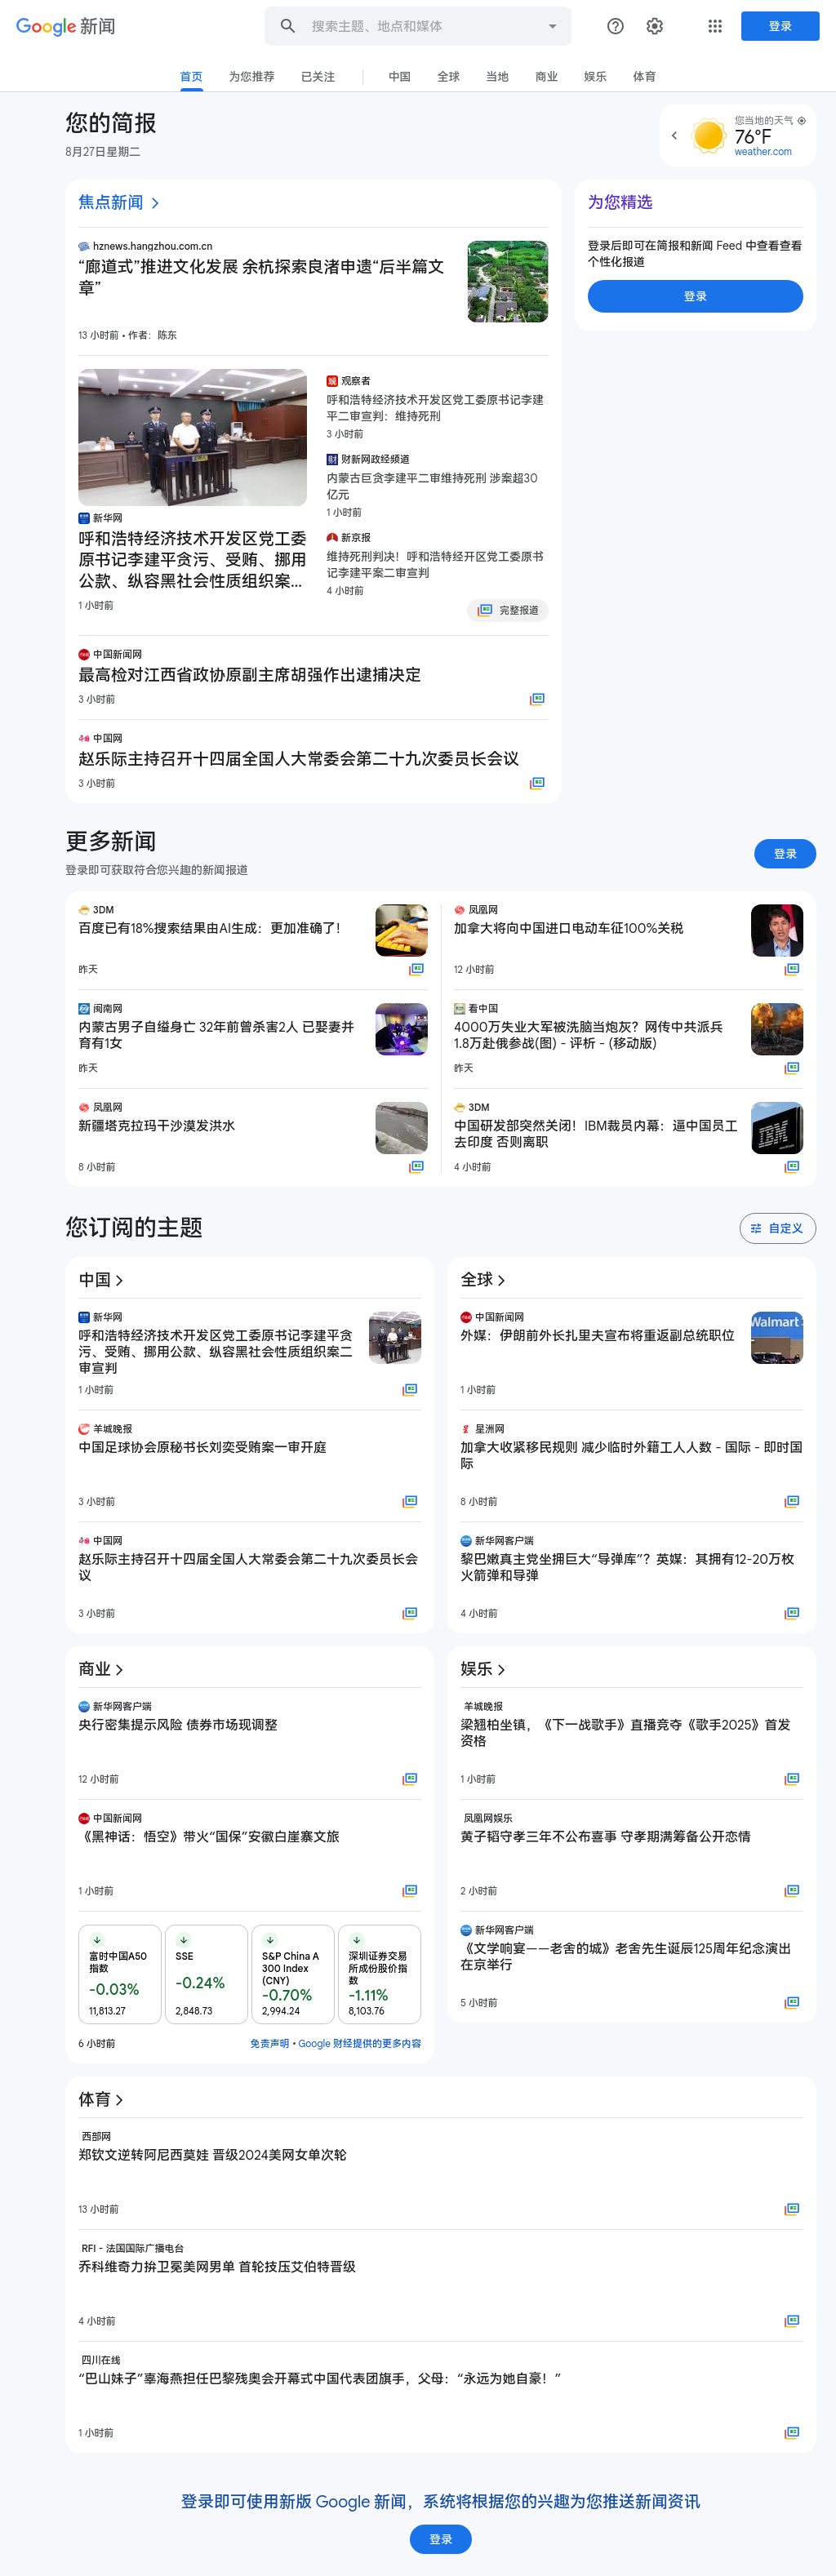 Google 新闻
搜索主题、地点和媒体
登录
首页 为您推荐 已关注 中国 全球 当地 商业 娱乐 体育
您的简报
8月27日星期二
您当地的天气
76°F
weather.com
焦点新闻
hznews.hangzhou.com.cn
“廊道式”推进文化发展 余杭探索良渚申遗“后半篇文
章”
13 小时前 • 作者：陈东
新华网
呼和浩特经济技术开发区党工委
原书记李建平贪污、受贿、挪用
公款、纵容黑社会性质组织案...
1 小时前
观察者
呼和浩特经济技术开发区党工委原书记李建
平二审宣判：维持死刑
3 小时前
财新网政经频道
内蒙古巨贪李建平二审维持死刑 涉案超30
亿元
1 小时前
新京报
维持死刑判决！呼和浩特经开区党工委原书
记李建平案二审宣判
4 小时前
完整报道
中国新闻网
最高检对江西省政协原副主席胡强作出逮捕决定
3 小时前
中国网
赵乐际主持召开十四届全国人大常委会第二十九次委员长会议
3 小时前
为您精选
登录后即可在简报和新闻 Feed 中查看查看
个性化报道
登录
更多新闻
登录即可获取符合您兴趣的新闻报道
登录
3DM
百度已有18%搜索结果由AI生成：更加准确了！
昨天
凤凰网
加拿大将向中国进口电动车征100%关税
12 小时前
闽南网
内蒙古男子自缢身亡 32年前曾杀害2人 已娶妻并
育有1女
昨天
看中国
4000万失业大军被洗脑当炮灰？网传中共派兵
1.8万赴俄参战(图) - 评析 - (移动版)
昨天
凤凰网
新疆塔克拉玛干沙漠发洪水
8 小时前
3DM
中国研发部突然关闭！IBM裁员内幕：逼中国员工
去印度 否则离职
4 小时前
IBM
您订阅的主题
自定义
中国
新华网
呼和浩特经济技术开发区党工委原书记李建平贪
污、受贿、挪用公款、纵容黑社会性质组织案二
审宣判
1 小时前
羊城晚报
中国足球协会原秘书长刘奕受贿案一审开庭
3 小时前
中国网
赵乐际主持召开十四届全国人大常委会第二十九次委员长会
议
3 小时前
全球
中国新闻网
外媒：伊朗前外长扎里夫宣布将重返副总统职位
Walmart
1 小时前
星洲网
加拿大收紧移民规则 减少临时外籍工人人数 - 国际 - 即时国
际
8 小时前
新华网客户端
黎巴嫩真主党坐拥巨大“导弹库”？英媒：其拥有12-20万枚
火箭弹和导弹
4 小时前
商业
新华网客户端
央行密集提示风险 债券市场现调整
12 小时前
中国新闻网
《黑神话：悟空》带火“国保”安徽白崖寨文旅
1 小时前
富时中国A50
指数
-0.03%
11,813.27
SSE
-0.24%
2,848.73
S&P China A
300 Index
(CNY)
-0.70%
2,994.24
深圳证券交易
所成份股价指
数
-1.11%
8,103.76
6 小时前
免责声明 • Google 财经提供的更多内容
娱乐
羊城晚报
梁翘柏坐镇，《下一战歌手》直播竞夺《歌手2025》首发
资格
1 小时前
凤凰网娱乐
黄子韬守孝三年不公布喜事 守孝期满筹备公开恋情
2 小时前
新华网客户端
《文学响宴——老舍的城》老舍先生诞辰125周年纪念演出
在京举行
5 小时前
体育
西部网
郑钦文逆转阿尼西莫娃 晋级2024美网女单次轮
13 小时前
RFI - 法国国际广播电台
乔科维奇力拚卫冕美网男单 首轮技压艾伯特晋级
4 小时前
四川在线
“巴山妹子”辜海燕担任巴黎残奥会开幕式中国代表团旗手，父母：“永远为她自豪！”
1 小时前
登录即可使用新版 Google 新闻，系统将根据您的兴趣为您推送新闻资讯
登录